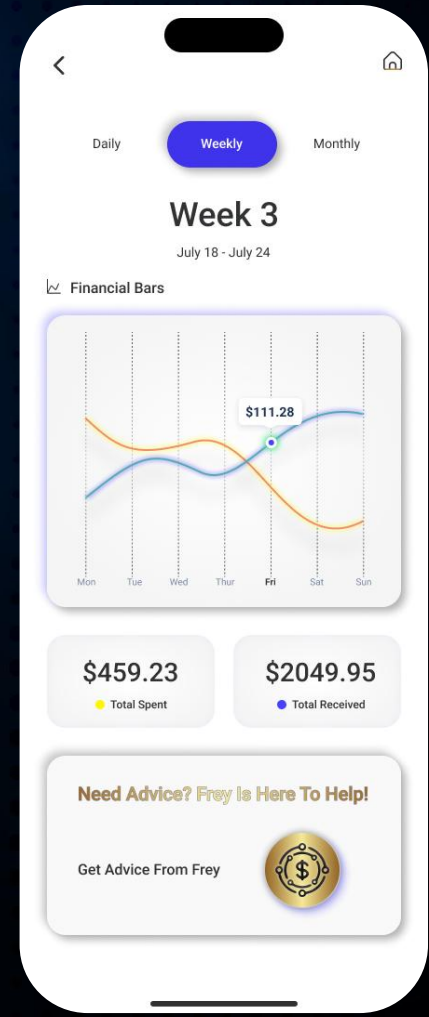 Daily Weekly Monthly
Week 3
July 18 - July 24
Financial Bars
$111.28
Mon Tue Wed Thur Fri Sat Sun
$459.23 $2049.95
Total Spent Total Received
Need Advice? Frey Is Here To Help!
Get Advice From Frey
$